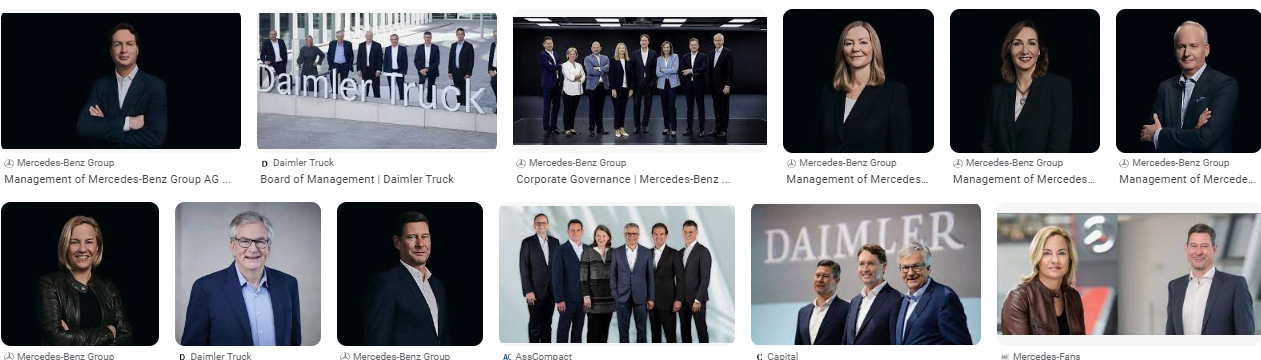 Daimler Truck
DAIMLER
Mercedes-Benz Group
Daimler Truck
Mercedes-Benz Group
Mercedes-Benz Group
Mercedes-Benz Group
Mercedes-Benz Group
Management of Mercedes-Benz Group AG ...
Board of Management | Daimler Truck
Corporate Governance | Mercedes-Benz ...
Management of Mercedes...
Management of Mercedes...
Management of Mercede...
Mercedes-Benz Group
D Daimler Truck
Mercedes-Benz Group
AC AssCompact
C Capital
Mercedes-Fans